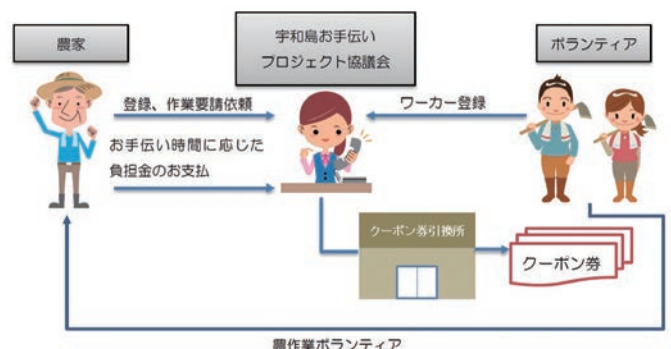 農家
宇和島お手伝い
プロジェクト協議会
ボランティア
登録、作業要請依頼
ワーカー登録
お手伝い時間に応じた
負担金のお支払
クーポン券引換所
クーポン券
農作業ボランティア